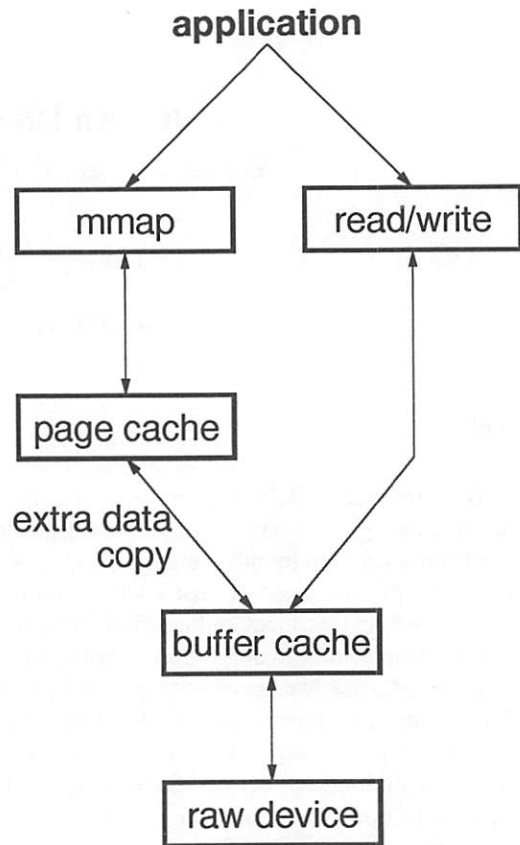 application
mmap
read/write
page cache
extra data
copy
buffer cache
raw device